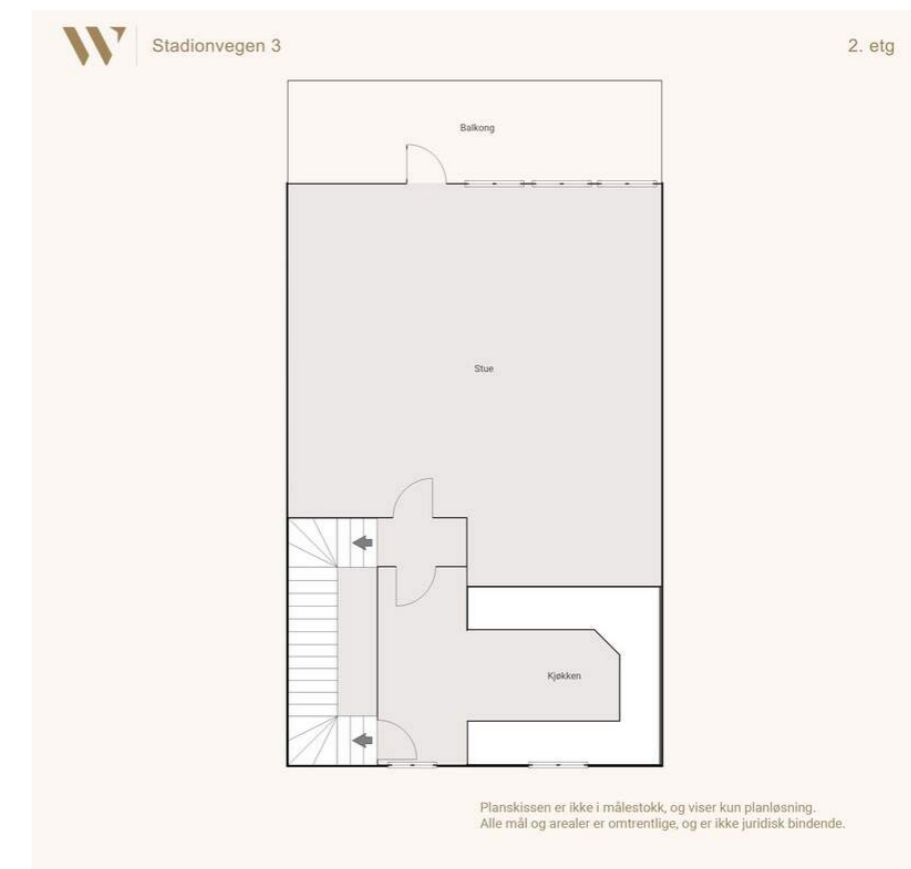 Stadionvegen 3
2. etg
Balkong
Stue
Kjøkken
Planskissen er ikke i målestokk, og viser kun planløsning.
Alle mål og arealer er omtrentlige, og er ikke juridisk bindende.